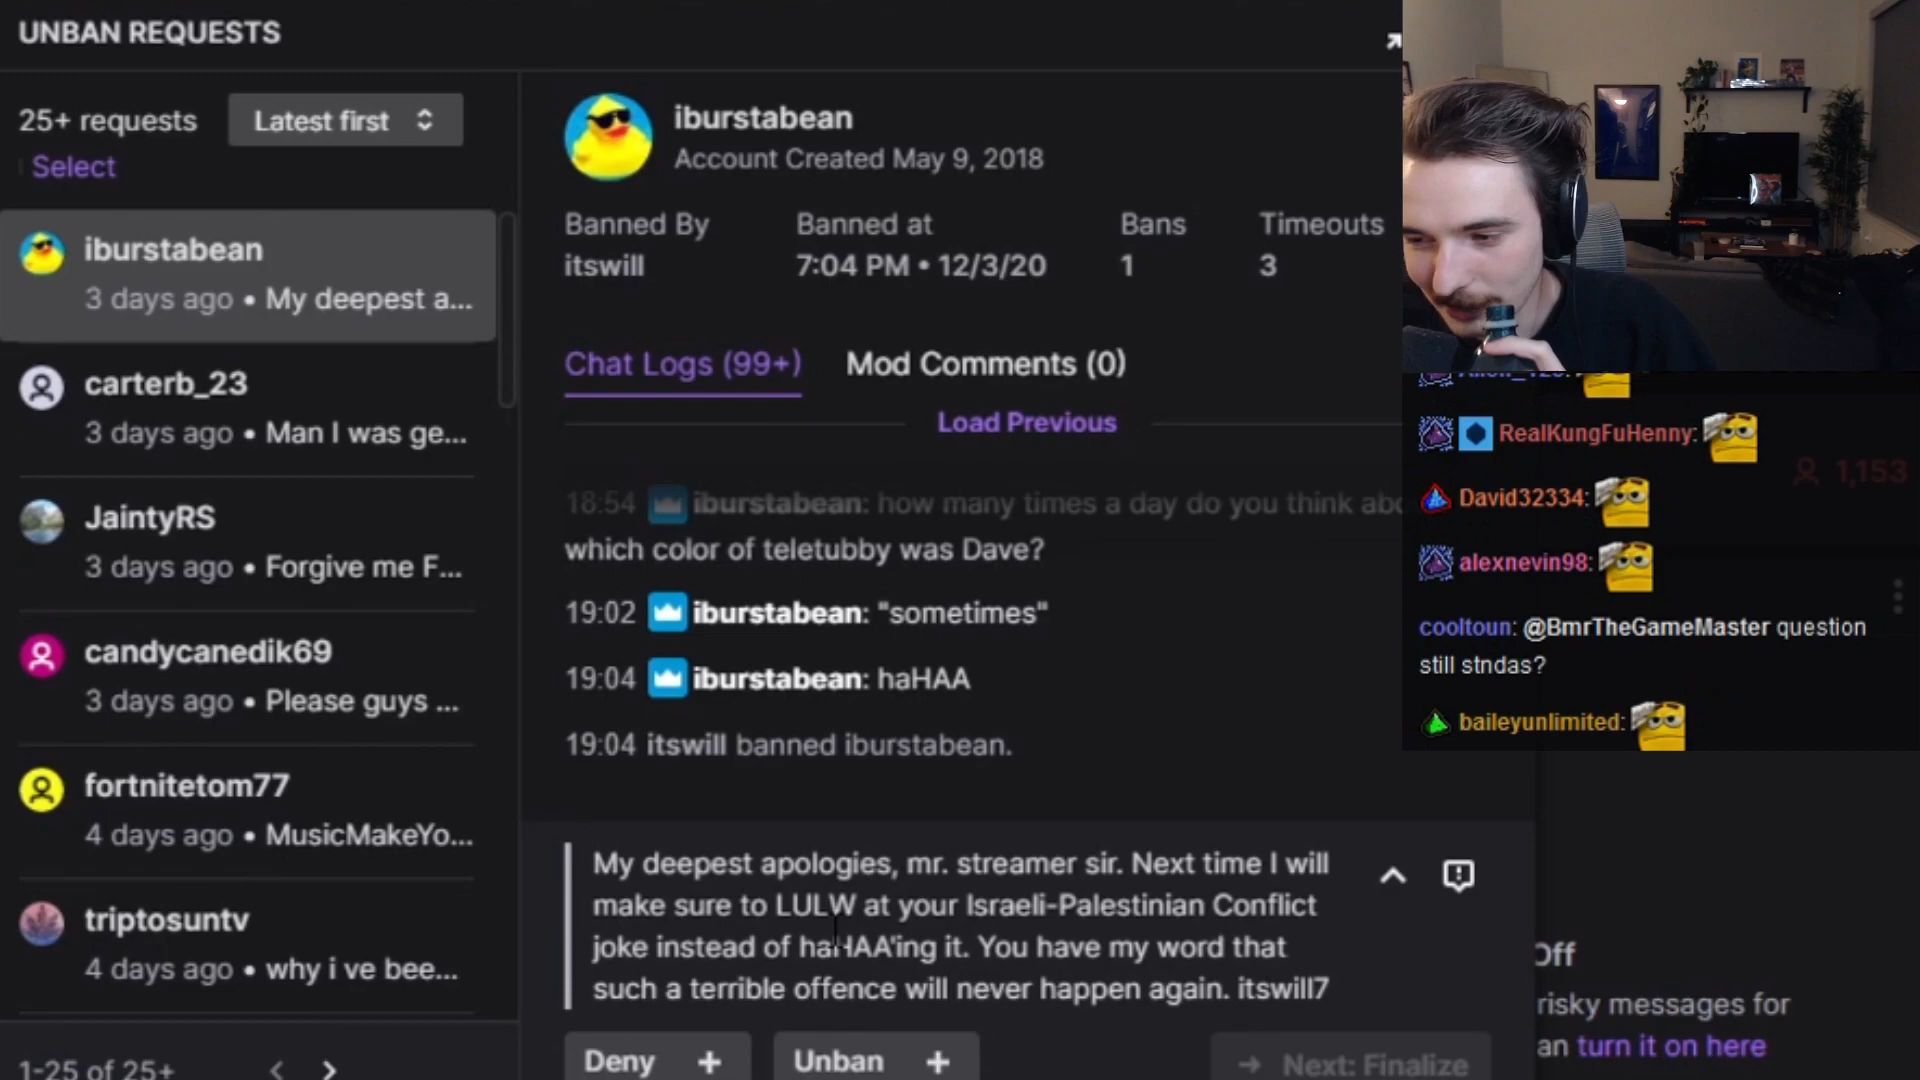 UNBAN REQUESTS
25+ requests
Latest first
Select
iburstabean
3 days ago • My deepest a...
carterb_23
3 days ago • Man I was ge...
JaintyRS
3 days ago • Forgive me F...
candycanedik69
3 days ago • Please guys ...
fortnitetom77
4 days ago • MusicMakeYo...
triptosuntv
4 days ago • why i ve bee...
1-25 of 25+
iburstabean
Account Created May 9, 2018
Banned By
itswill
Banned at
7:04 PM • 12/3/20
Bans
1
Timeouts
3
Chat Logs (99+)
Mod Comments (0)
Load Previous
18:54 iburstabean: how many times a day do you think
which color of teletubby was Dave?
19:02 iburstabean: "sometimes"
19:04 iburstabean: haHAA
19:04 itswill banned iburstabean.
My deepest apologies, mr. streamer sir. Next time I will
make sure to LULW at your Israeli-Palestinian Conflict
joke instead of haHAA'ing it. You have my word that
such a terrible offence will never happen again. itswill7
Deny +
Unban +
→ Next: Finalize
RealKungFuHenny:
1,153
David32334:
alexnevin98:
cooltoun: @BmrTheGameMaster question
still stndas?
baileyunlimited:
Off
risky messages for
an turn it on here